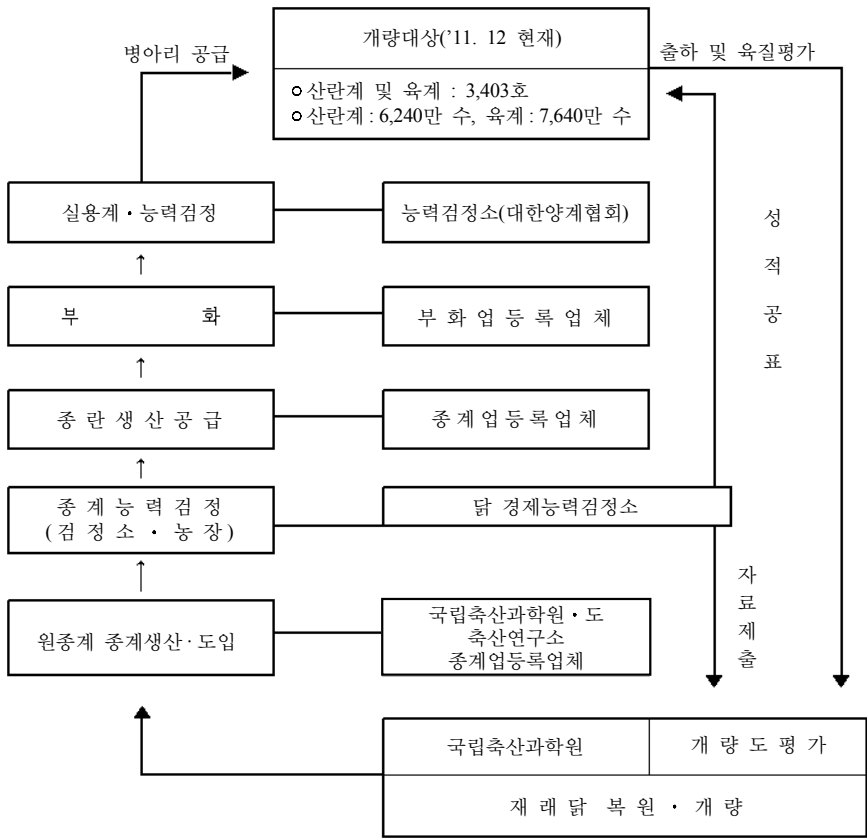 병아리 공급
개량대상('11. 12 현재)
출하 및 육질평가
○ 산란계 및 육계 : 3,403호
○ 산란계 : 6,240만 수, 육계 : 7,640만 수
실용계 · 능력검정
능력검정소(대한양계협회)
성적공표
↑
부 화
부화업등록업체
↑
종란생산공급
종계업등록업체
↑
종계능력검정
(검정소 · 농장)
닭 경제능력검정소
↑
자료제출
원종계 종계생산·도입
국립축산과학원 · 도
축산연구소
종계업등록업체
국립축산과학원
개량도평가
재래닭 복원 · 개량